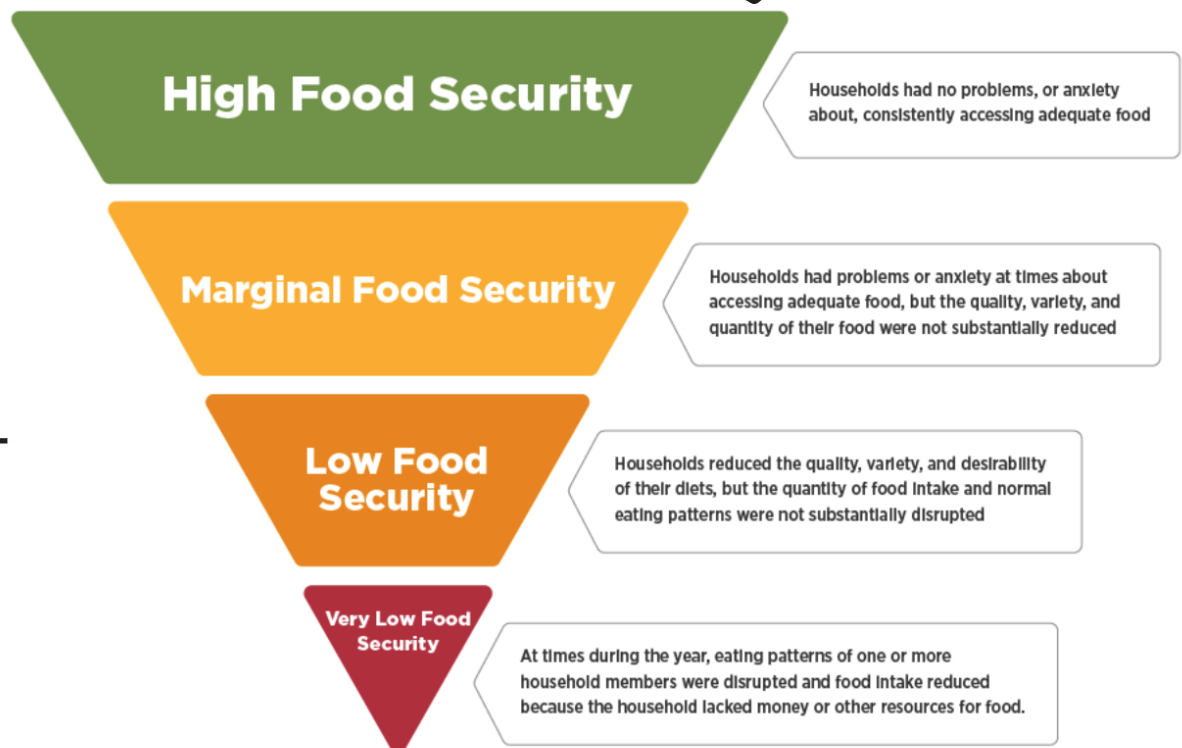 High Food Security
Households had no problems, or anxiety
about, consistently accessing adequate food
Marginal Food Security
Households had problems or anxiety at times about
accessing adequate food, but the quality, variety, and
quantity of their food were not substantially reduced
Low Food
Security
Households reduced the quality, variety, and desirability
of their diets, but the quantity of food intake and normal
eating patterns were not substantially disrupted
Very Low Food
Security
At times during the year, eating patterns of one or more
household members were disrupted and food intake reduced
because the household lacked money or other resources for food.